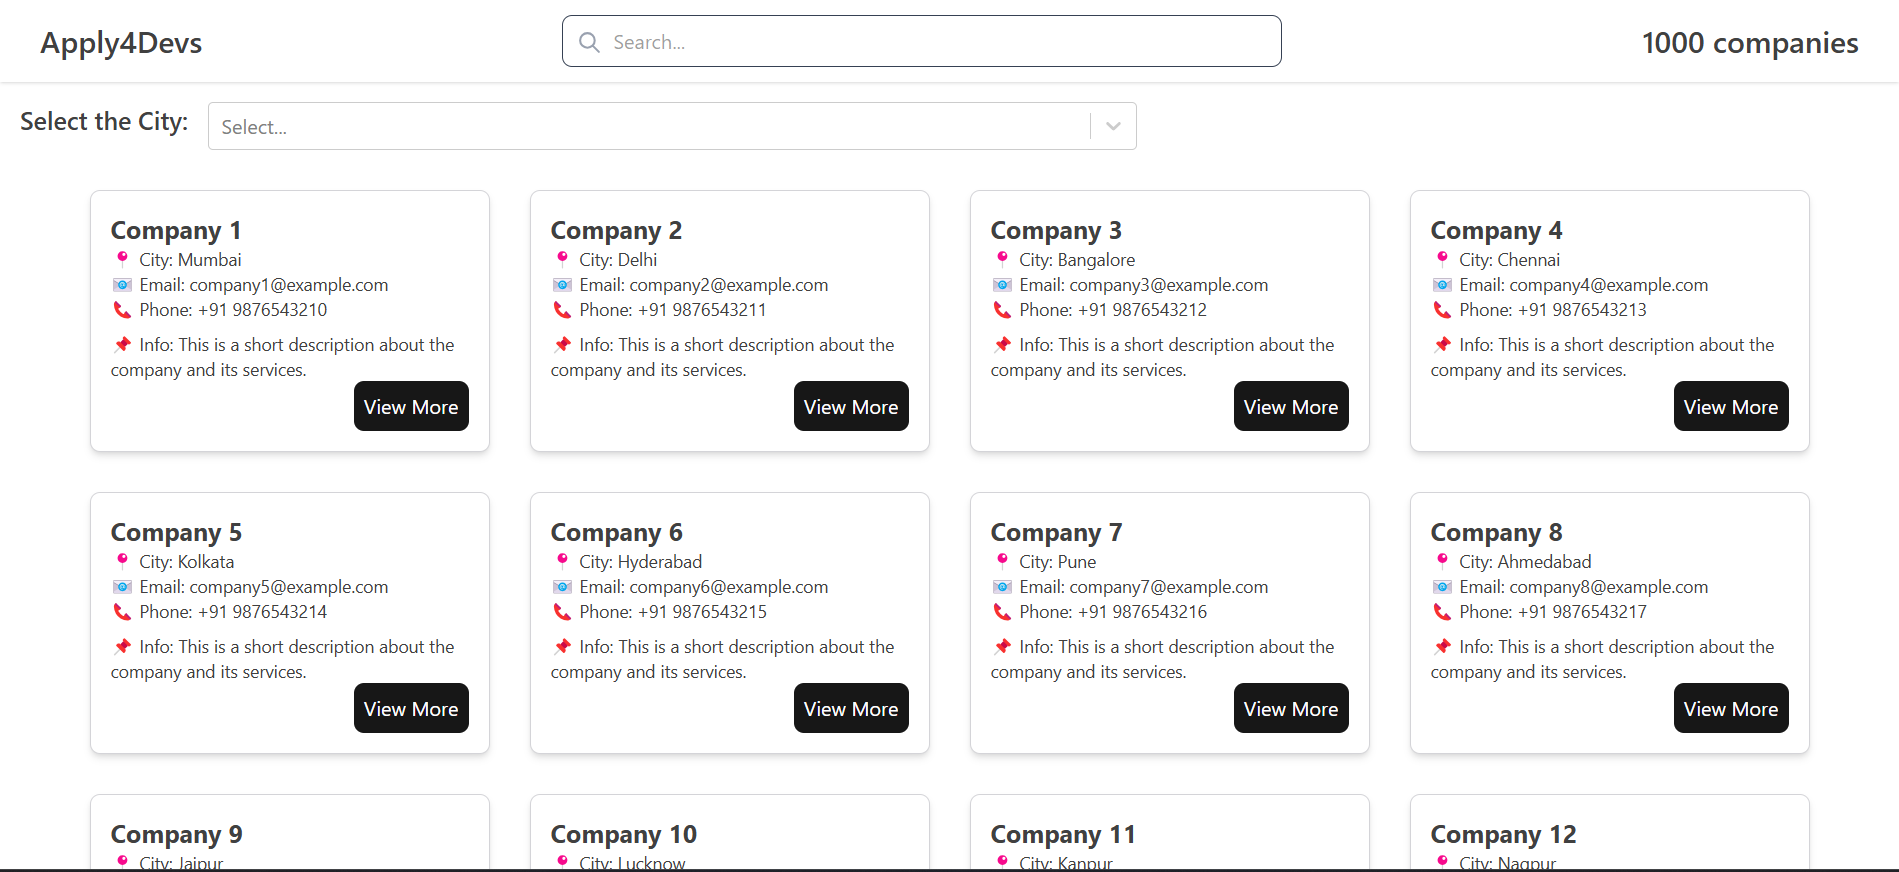 Apply4Devs
Search...
1000 companies
Select the City:
Select...
Company 1
City: Mumbai
Email: company1@example.com
Phone: +91 9876543210
Info: This is a short description about the
company and its services.
View More
Company 2
City: Delhi
Email: company2@example.com
Phone: +91 9876543211
Info: This is a short description about the
company and its services.
View More
Company 3
City: Bangalore
Email: company3@example.com
Phone: +91 9876543212
Info: This is a short description about the
company and its services.
View More
Company 4
City: Chennai
Email: company4@example.com
Phone: +91 9876543213
Info: This is a short description about the
company and its services.
View More
Company 5
City: Kolkata
Email: company5@example.com
Phone: +91 9876543214
Info: This is a short description about the
company and its services.
View More
Company 6
City: Hyderabad
Email: company6@example.com
Phone: +91 9876543215
Info: This is a short description about the
company and its services.
View More
Company 7
City: Pune
Email: company7@example.com
Phone: +91 9876543216
Info: This is a short description about the
company and its services.
View More
Company 8
City: Ahmedabad
Email: company8@example.com
Phone: +91 9876543217
Info: This is a short description about the
company and its services.
View More
Company 9
City: Jaipur
Company 10
City: Lucknow
Company 11
City: Kanpur
Company 12
City: Nagpur